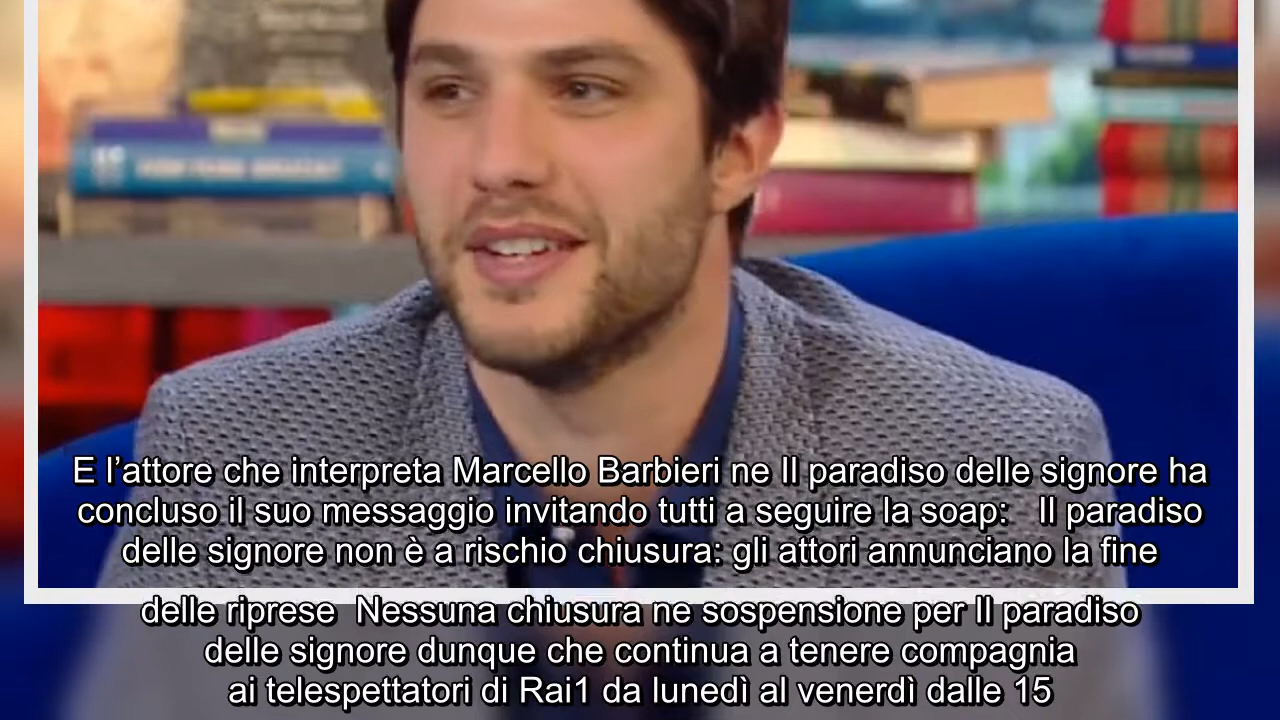 E l’attore che interpreta Marcello Barbieri ne Il paradiso delle signore ha
concluso il suo messaggio invitando tutti a seguire la soap: Il paradiso
delle signore non è a rischio chiusura: gli attori annunciano la fine
delle riprese Nessuna chiusura ne sospensione per Il paradiso
delle signore dunque che continua a tenere compagnia
ai telespettatori di Rai1 da lunedì al venerdì dalle 15